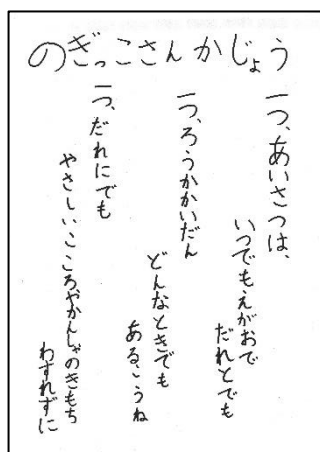 のぎっこさんかじょう
一つ、あいさつは、
いつでもえがおで
だれとでも
一つ、ろうかかいだん
どんなときでも
あるこうね
一つ、だれにでも
やさしいこころやかんしゃのきもち
わすれずに